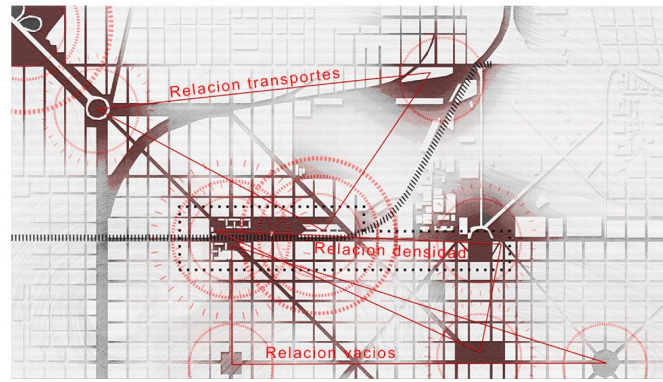 Relacion transportes
Relacion densidad
Relacion vacios